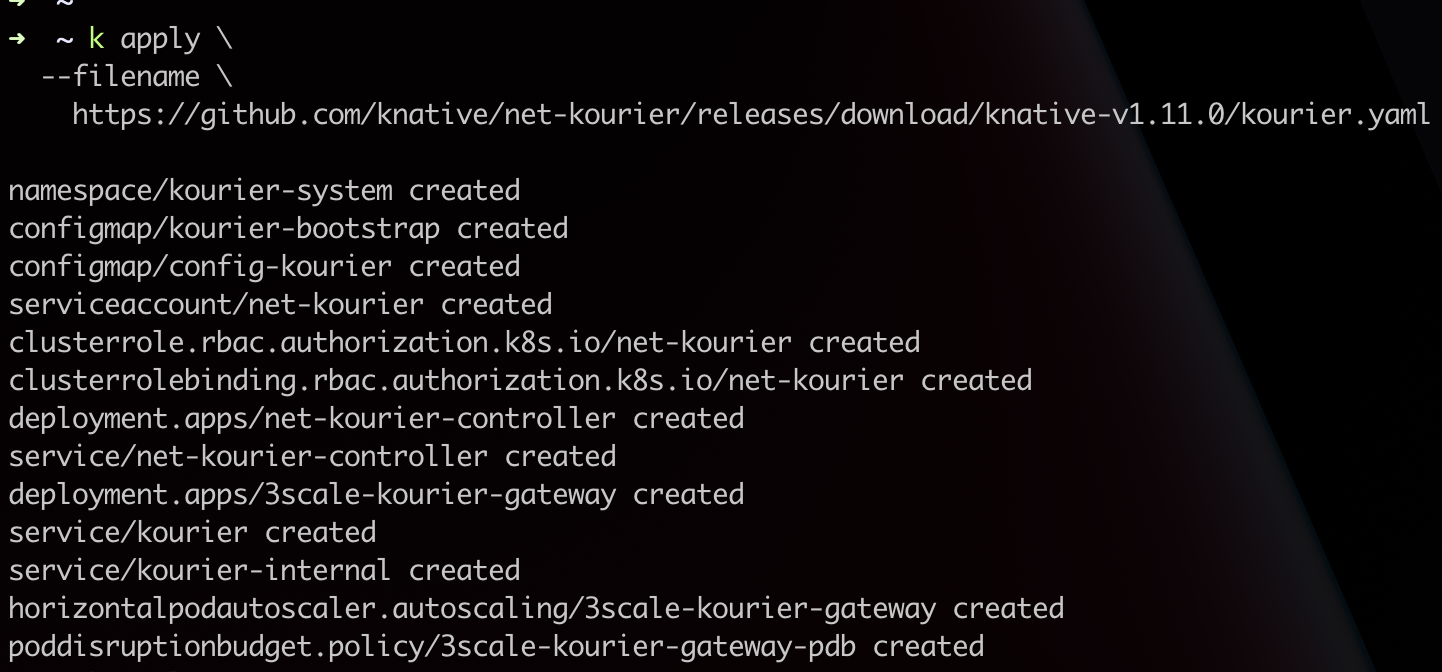 ➜ ~
➜ ~ k apply \
--filename \
https://github.com/knative/net-kourier/releases/download/knative-v1.11.0/kourier.yaml
namespace/kourier-system created
configmap/kourier-bootstrap created
configmap/config-kourier created
serviceaccount/net-kourier created
clusterrole.rbac.authorization.k8s.io/net-kourier created
clusterrolebinding.rbac.authorization.k8s.io/net-kourier created
deployment.apps/net-kourier-controller created
service/net-kourier-controller created
deployment.apps/3scale-kourier-gateway created
service/kourier created
service/kourier-internal created
horizontalpodautoscaler.autoscaling/3scale-kourier-gateway created
poddisruptionbudget.policy/3scale-kourier-gateway-pdb created